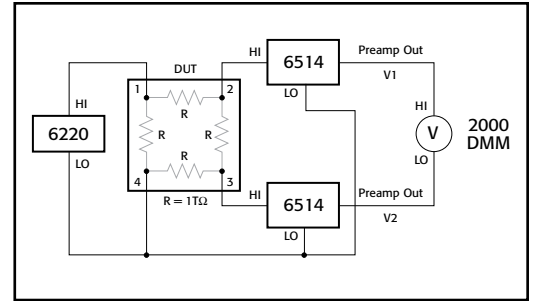 HI
6220
LO
DUT
1
2
R
R
R
R
4
3
R = 1TΩ
HI
6514
LO
Preamp Out
V1
HI
V
LO
2000
DMM
HI
6514
LO
Preamp Out
V2